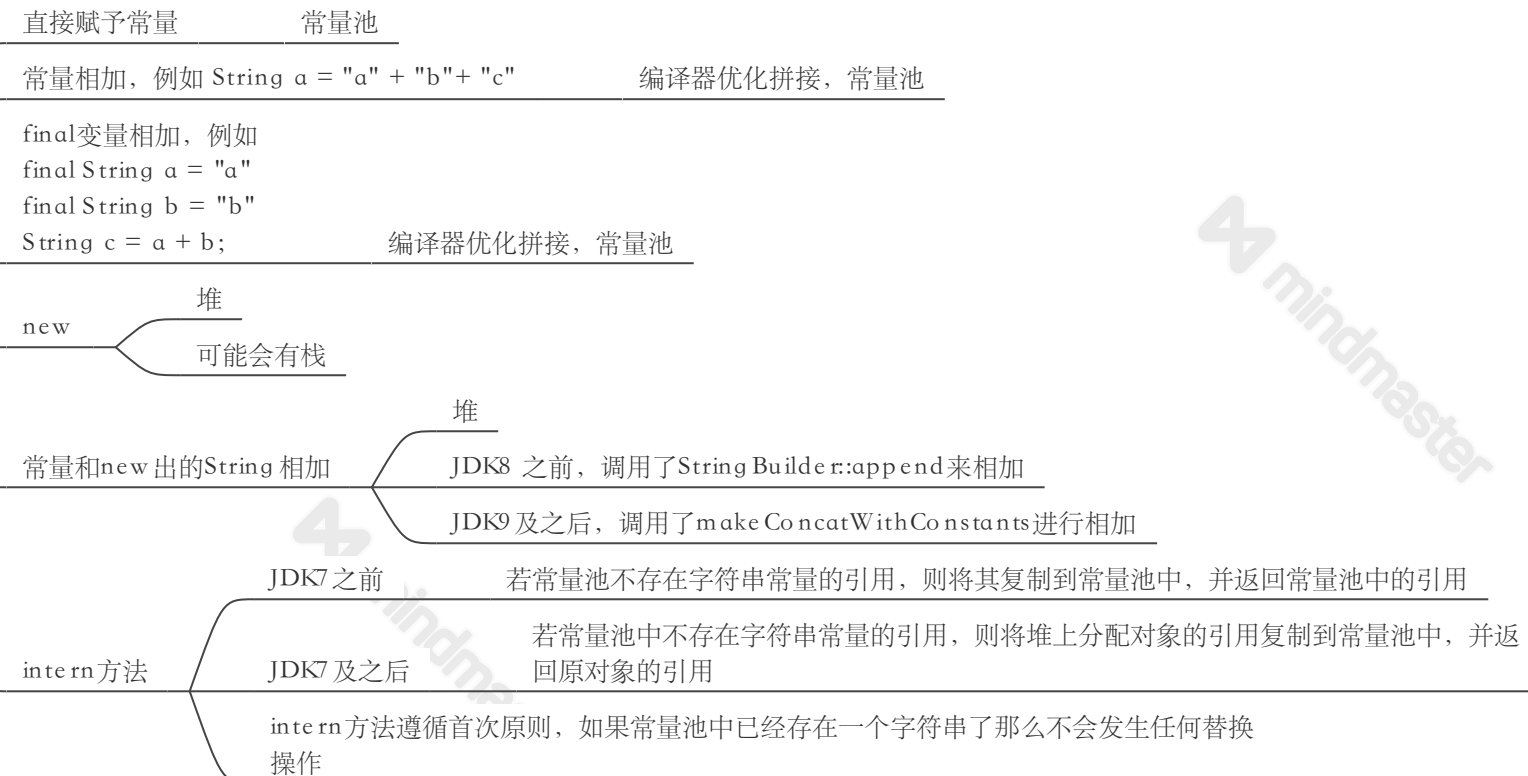 直接赋予常量 常量池
常量相加，例如 String a = "a" + "b"+ "c" 编译器优化拼接，常量池
final变量相加，例如
final String a = "a"
final String b = "b"
String c = a + b; 编译器优化拼接，常量池
new
堆
可能会有栈
常量和new出的String相加
堆
JDK8 之前，调用了StringBuilder::append来相加
JDK9及之后，调用了makeConcatWithConstants进行相加
intern方法
JDK7之前 若常量池不存在字符串常量的引用，则将其复制到常量池中，并返回常量池中的引用
JDK7及之后 若常量池中不存在字符串常量的引用，则将堆上分配对象的引用复制到常量池中，并返
回原对象的引用
intern方法遵循首次原则，如果常量池中已经存在一个字符串了那么不会发生任何替换
操作
mindmaster
mindma